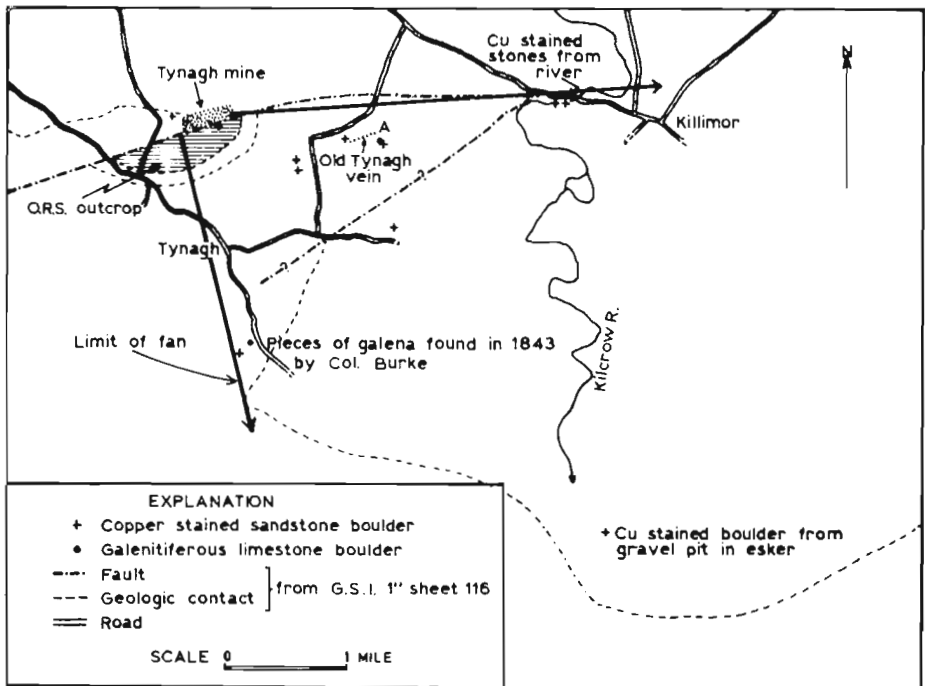 Cu stained
stones from
river
N
Tynagh mine
Killimor
A
Old Tynagh
vein
O.R.S. outcrop
Tynagh
?
?
Limit of fan
Pieces of galena found in 1843
by Col. Burke
Kilcrow R.
EXPLANATION
+ Copper stained sandstone boulder
• Galenitiferous limestone boulder
Fault
Geologic contact
from G.S.I. 1" sheet 116
Road
SCALE 0 1 MILE
+ Cu stained boulder from
gravel pit in esker